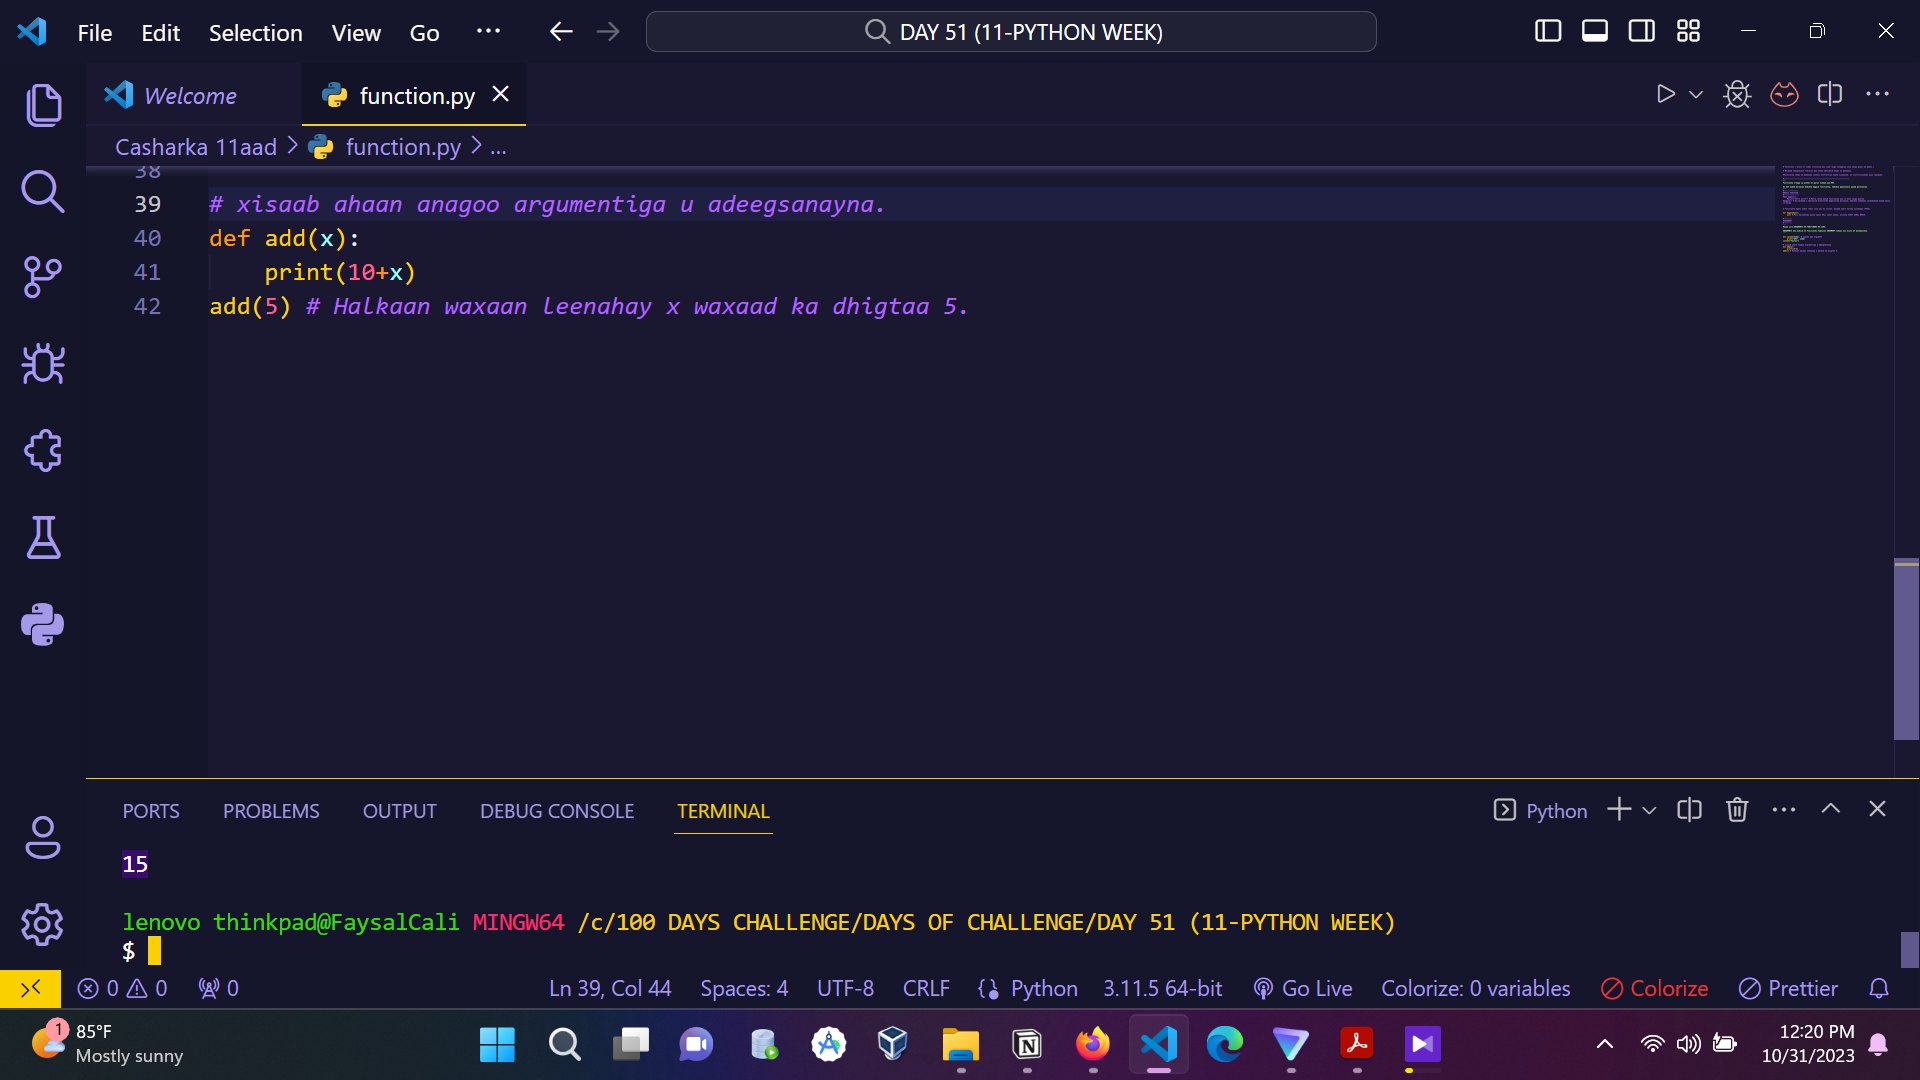 File Edit Selection View Go ... DAY 51 (11-PYTHON WEEK)
Welcome function.py
Casharka 11aad > function.py > ...
38
39 # xisaab ahaan anagoo argumentiga u adeegsanayna.
40 def add(x):
41 print(10+x)
42 add(5) # Halkaan waxaan leenahay x waxaad ka dhigtaa 5.
PORTS PROBLEMS OUTPUT DEBUG CONSOLE TERMINAL Python
15
lenovo thinkpad@FaysalCali MINGW64 /c/100 DAYS CHALLENGE/DAYS OF CHALLENGE/DAY 51 (11-PYTHON WEEK)
$
0 0 0 Ln 39, Col 44 Spaces: 4 UTF-8 CRLF Python 3.11.5 64-bit Go Live Colorize: 0 variables Colorize Prettier
1 85°F
Mostly sunny
12:20 PM
10/31/2023